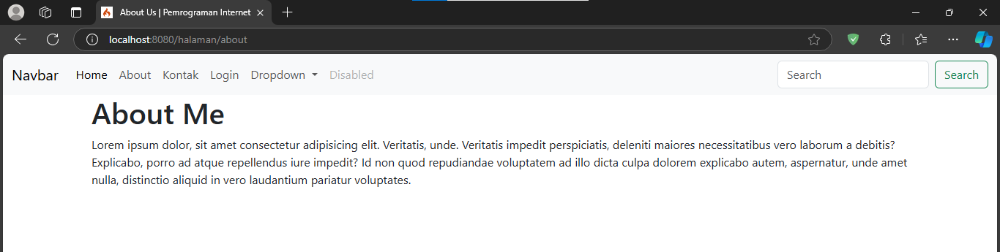 About Us | Pemrograman Internet
localhost:8080/halaman/about
Navbar Home About Kontak Login Dropdown Disabled Search Search
About Me
Lorem ipsum dolor, sit amet consectetur adipisicing elit. Veritatis, unde. Veritatis impedit perspiciatis, deleniti maiores necessitatibus vero laborum a debitis?
Explicabo, porro ad atque repellendus iure impedit? Id non quod repudiandae voluptatem ad illo dicta culpa dolorem explicabo autem, aspernatur, unde amet
nulla, distinctio aliquid in vero laudantium pariatur voluptates.